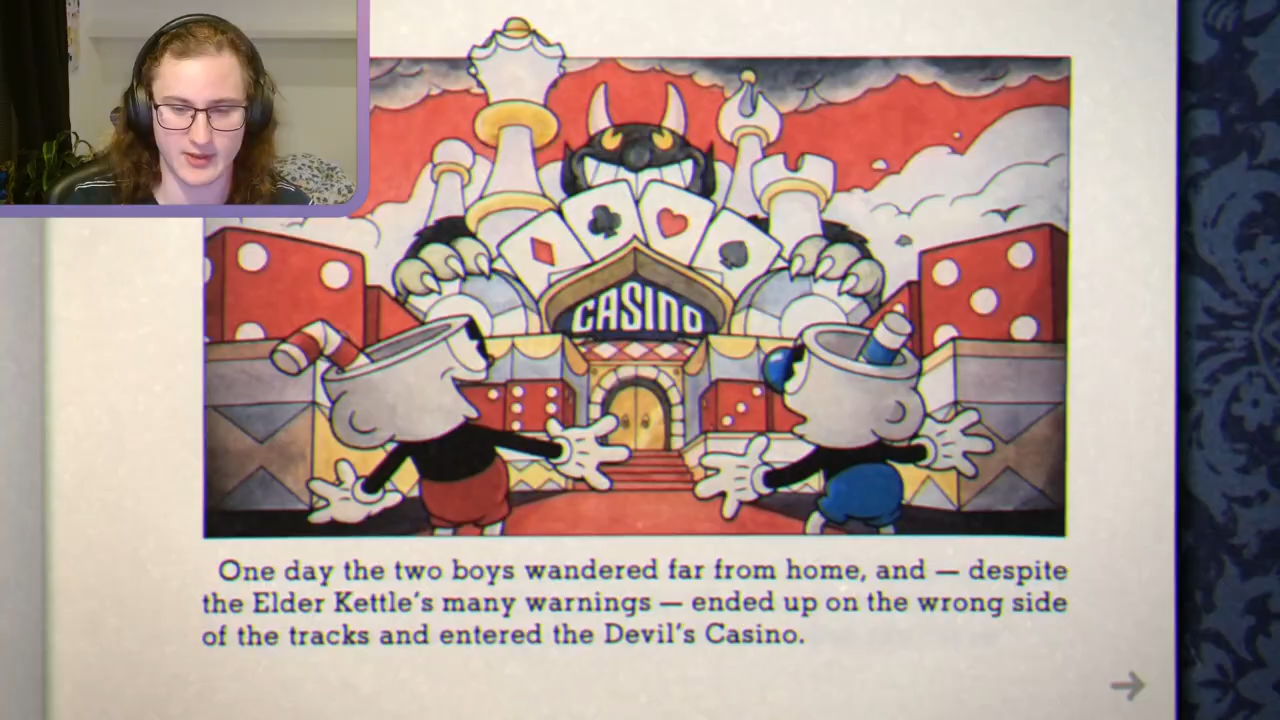 CASINO
One day the two boys wandered far from home, and — despite
the Elder Kettle's many warnings — ended up on the wrong side
of the tracks and entered the Devil's Casino.